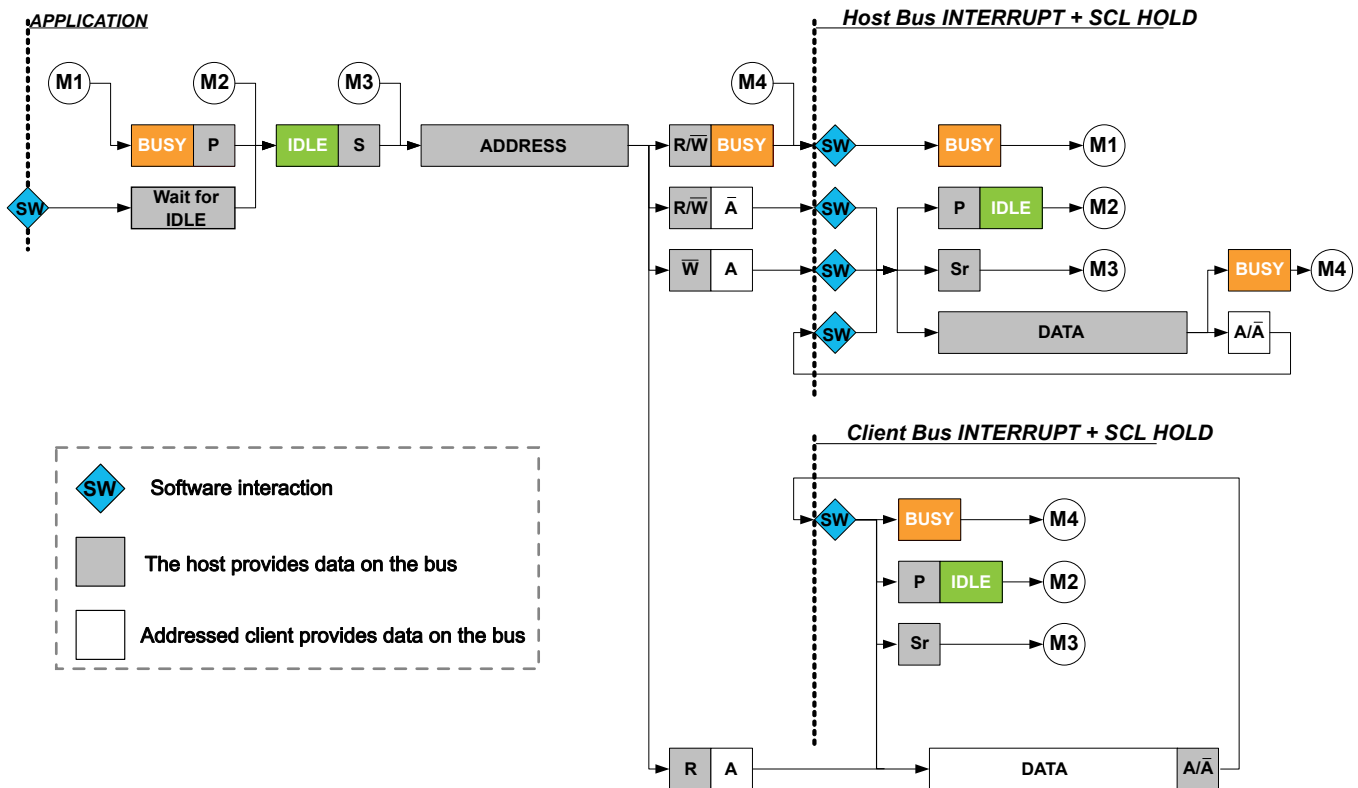 APPLICATION
Host Bus INTERRUPT + SCL HOLD
M1
M2
M3
M4
BUSY P
IDLE S
ADDRESS
R/W̅ BUSY
SW
BUSY
M1
SW
Wait for
IDLE
R/W̅ A̅
SW
P IDLE
M2
W̅ A
SW
Sr
M3
BUSY
M4
SW
DATA
A/A̅
Client Bus INTERRUPT + SCL HOLD
SW
BUSY
M4
P IDLE
M2
Sr
M3
R A
DATA
A/A̅
SW
Software interaction
The host provides data on the bus
Addressed client provides data on the bus